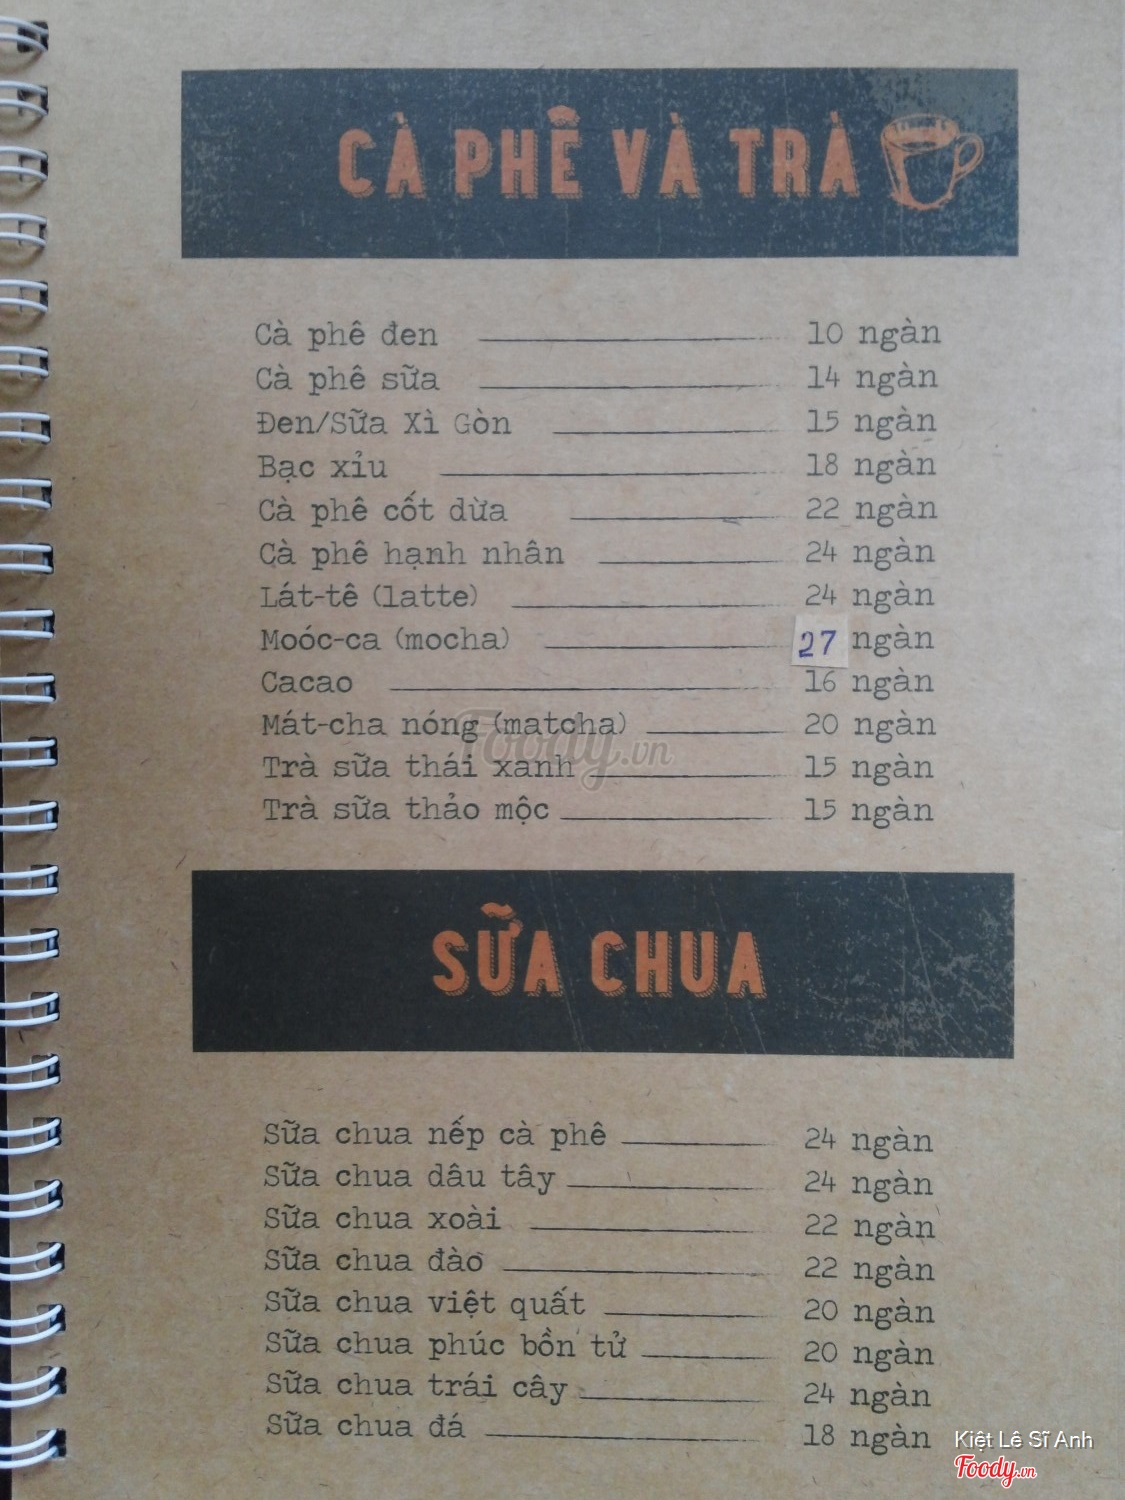 CÀ PHÊ VÀ TRÀ
Cà phê đen 10 ngàn
Cà phê sữa 14 ngàn
Đen/Sữa Xì Gòn 15 ngàn
Bạc xỉu 18 ngàn
Cà phê cốt dừa 22 ngàn
Cà phê hạnh nhân 24 ngàn
Lát-tê (latte) 24 ngàn
Moóc-ca (mocha) 27 ngàn
Cacao 16 ngàn
Mát-cha nóng (matcha) 20 ngàn
Foody.vn
Trà sữa thái xanh 15 ngàn
Trà sữa thảo mộc 15 ngàn
SỮA CHUA
Sữa chua nếp cà phê 24 ngàn
Sữa chua dâu tây 24 ngàn
Sữa chua xoài 22 ngàn
Sữa chua đào 22 ngàn
Sữa chua việt quất 20 ngàn
Sữa chua phúc bồn tử 20 ngàn
Sữa chua trái cây 24 ngàn
Sữa chua đá 18 ngàn
Kiệt Lê Sĩ Anh
Foody.vn